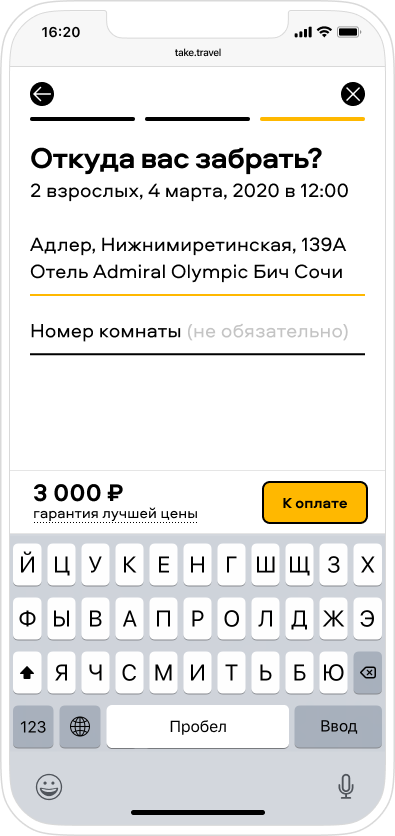 16:20
take.travel
Откуда вас забрать?
2 взрослых, 4 марта, 2020 в 12:00
Адлер, Нижнимиретинская, 139А
Отель Admiral Olympic Бич Сочи
Номер комнаты (не обязательно)
3 000 ₽
гарантия лучшей цены
К оплате
Й Ц У К Е Н Г Ш Щ З Х
Ф Ы В А П Р О Л Д Ж Э
Я Ч С М И Т Ь Б Ю
123 Пробел Ввод